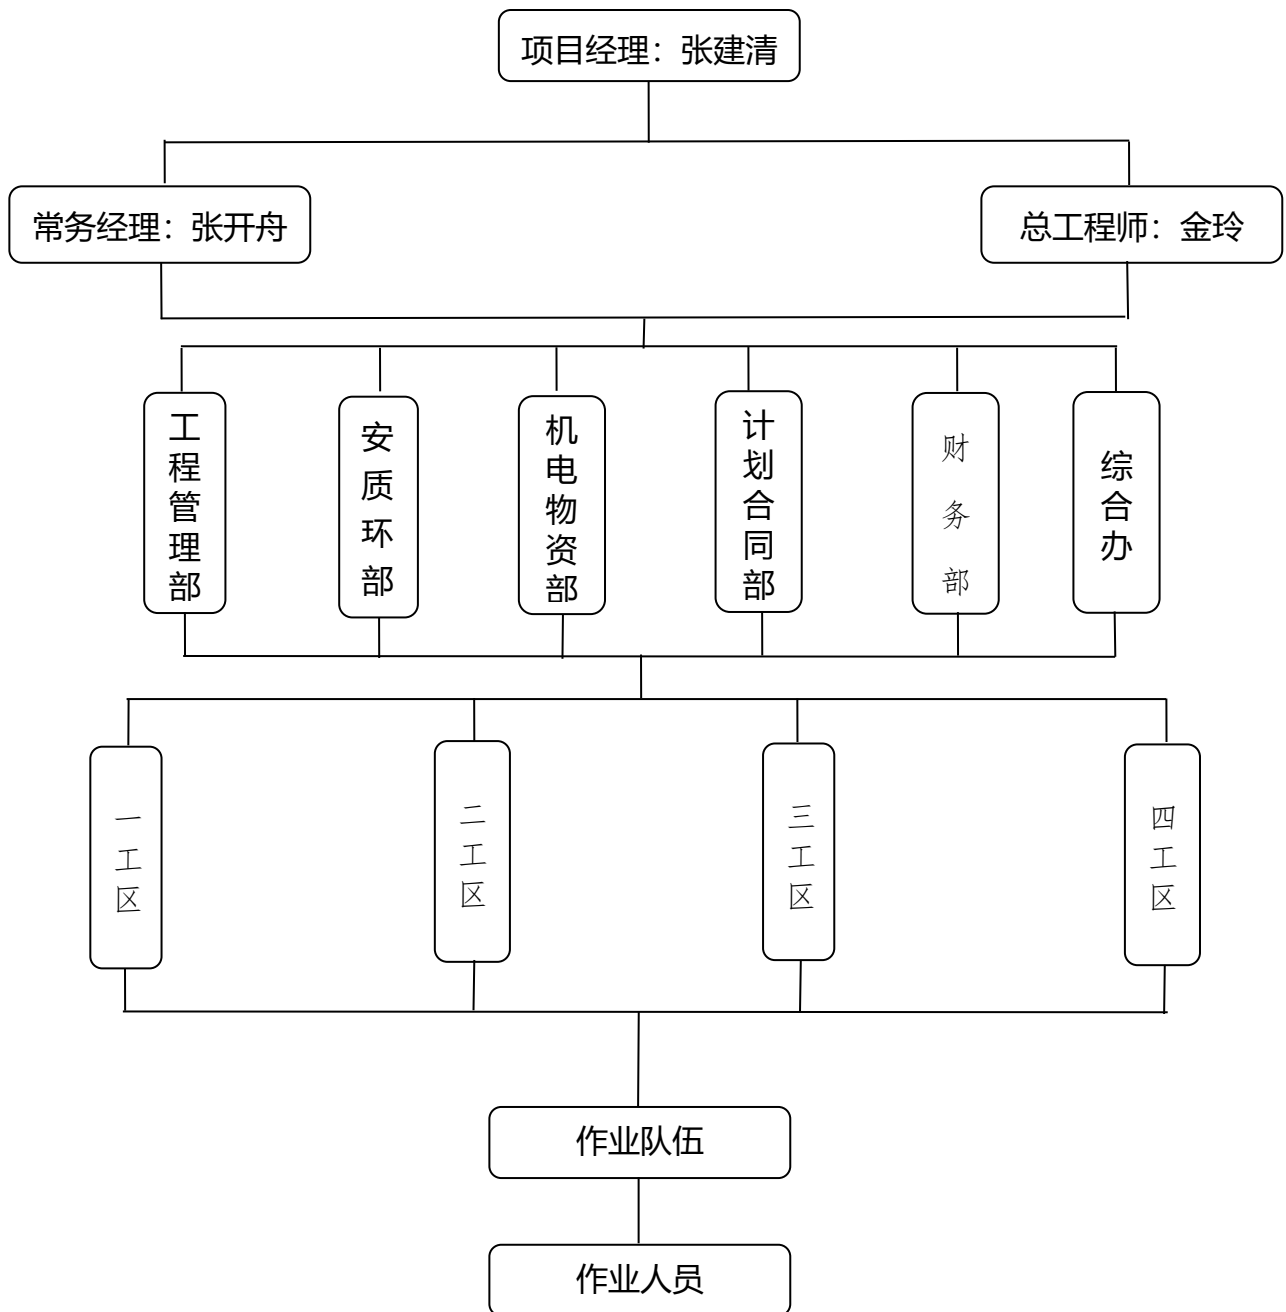 项目经理：张建清
常务经理：张开舟
总工程师：金玲
工程管理部
安质环部
机电物资部
计划合同部
财务部
综合办
一工区
二工区
三工区
四工区
作业队伍
作业人员